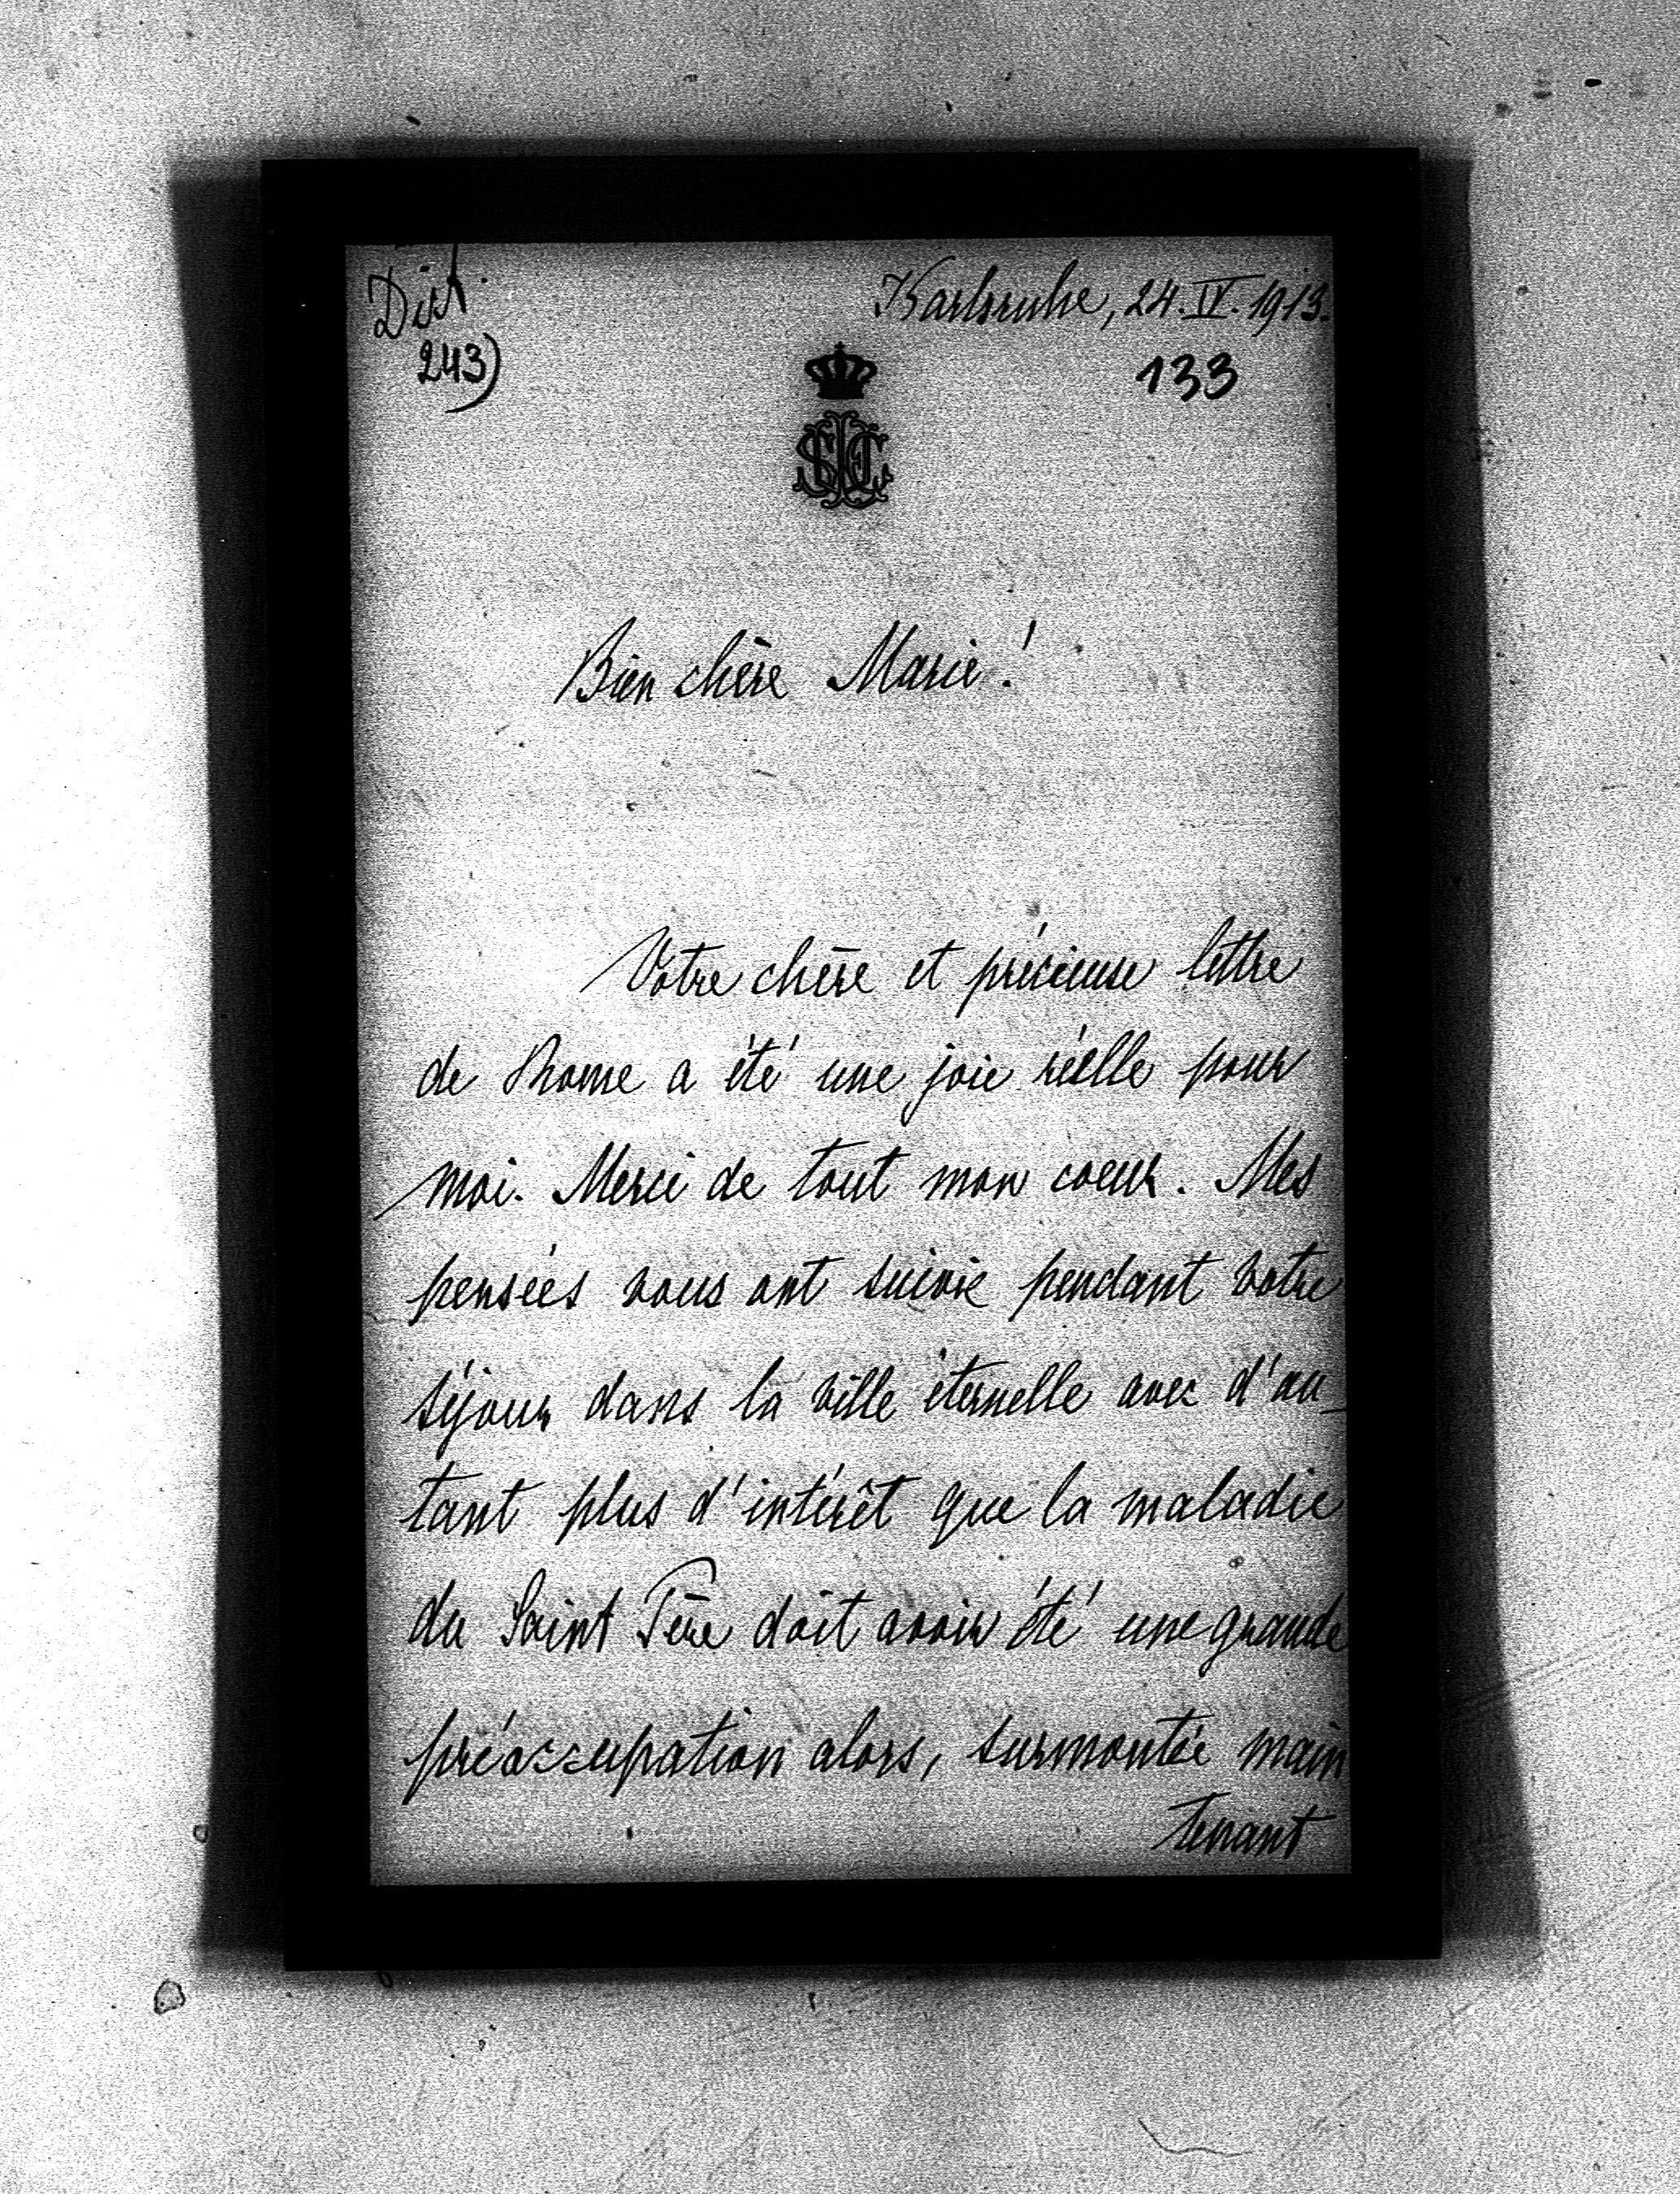 Dikt.
243)
Karlsruhe, 24. IV. 1913.
133
Bien chère Marie!
Votre chère et précieuse lettre
de Rome a été une joie réelle pour
moi. Merci de tout mon coeur. Mes
pensées vous ont suivie pendant votre
séjour dans la ville éternelle avec d'au-
tant plus d'intérêt que la maladie
du Saint Père doit avoir été une grande
préoccupation alors, surmontée main
tenant